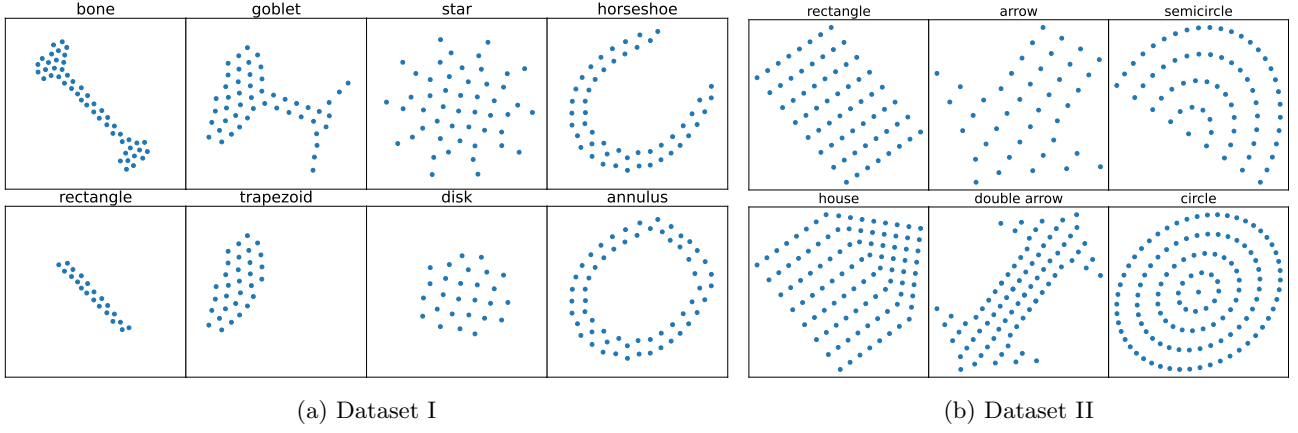 bone goblet star horseshoe
rectangle trapezoid disk annulus
(a) Dataset I
rectangle arrow semicircle
house double arrow circle
(b) Dataset II